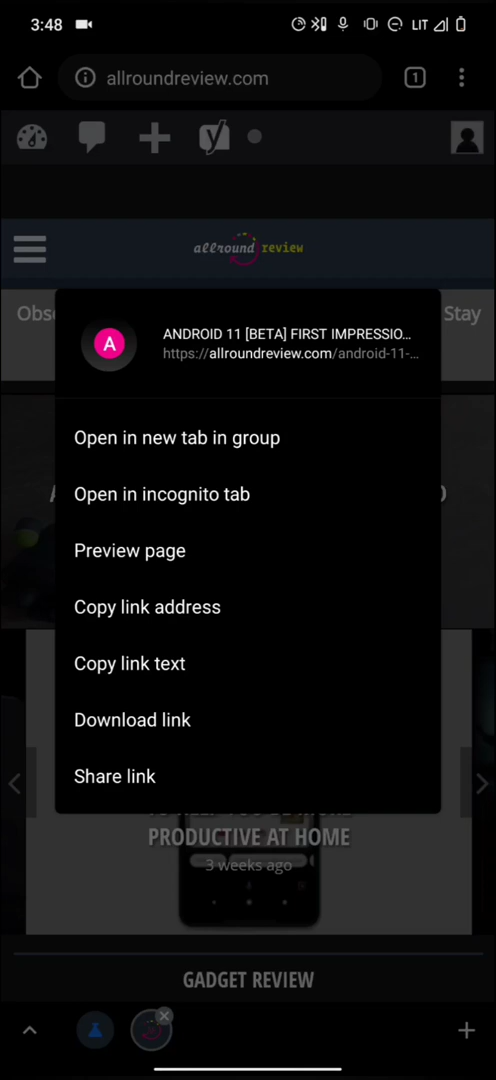 3:48
LIT
allroundreview.com
1
allround review
Stay
A
ANDROID 11 [BETA] FIRST IMPRESSIO…
https://allroundreview.com/android-11-…
Open in new tab in group
Open in incognito tab
Preview page
Copy link address
Copy link text
Download link
Share link
PRODUCTIVE AT HOME
3 weeks ago
GADGET REVIEW